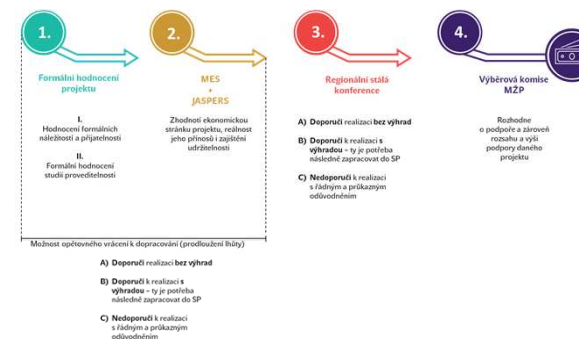 1.
Formální hodnocení
projektu
I.
Hodnocení formálních
náležitostí a přijatelnosti
II.
Formální hodnocení
studií proveditelnosti
2.
MES
+
JASPERS
Zhodnotí ekonomickou
stránku projektu, reálnost
jeho přínosů i zajištění
udržitelnosti
3.
Regionální stálá
konference
A) Doporučí realizaci bez výhrad
B) Doporučí k realizaci s
výhradou – ty je potřeba
následně zapracovat do SP
C) Nedoporučí k realizaci
s řádným a průkazným
odůvodněním
4.
Výběrová komise
MŽP
Rozhodne
o podpoře a zároveň
rozsahu a výši
podpory daného
projektu
Možnost opětovného vrácení k dopracování (prodloužení lhůty)
A) Doporučí realizaci bez výhrad
B) Doporučí k realizaci s
výhradou – ty je potřeba
následně zapracovat do SP
C) Nedoporučí k realizaci
s řádným a průkazným
odůvodněním